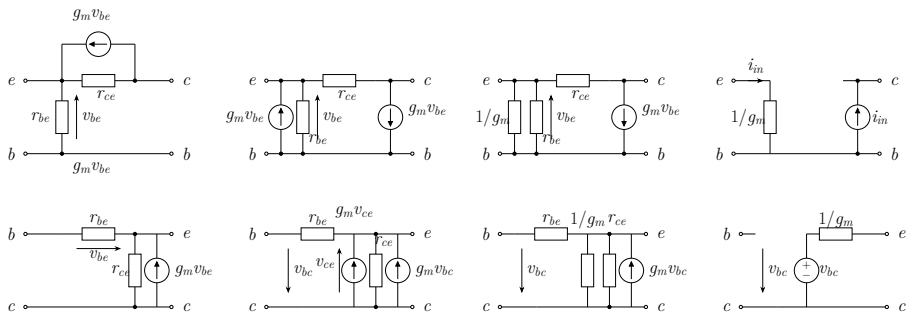 g_m v_be
e c e c e i_in c
r_ce r_ce r_ce
r_be v_be g_m v_be v_be g_m v_be 1/g_m v_be g_m v_be 1/g_m i_in
r_be r_be
b b b b b b b b
g_m v_be
r_be r_be g_m v_ce r_be 1/g_m r_ce 1/g_m
b e b e b e b e
v_be r_ce
r_ce g_m v_be v_bc v_ce g_m v_bc v_bc g_m v_bc v_bc + − v_bc
c c c c c c c c